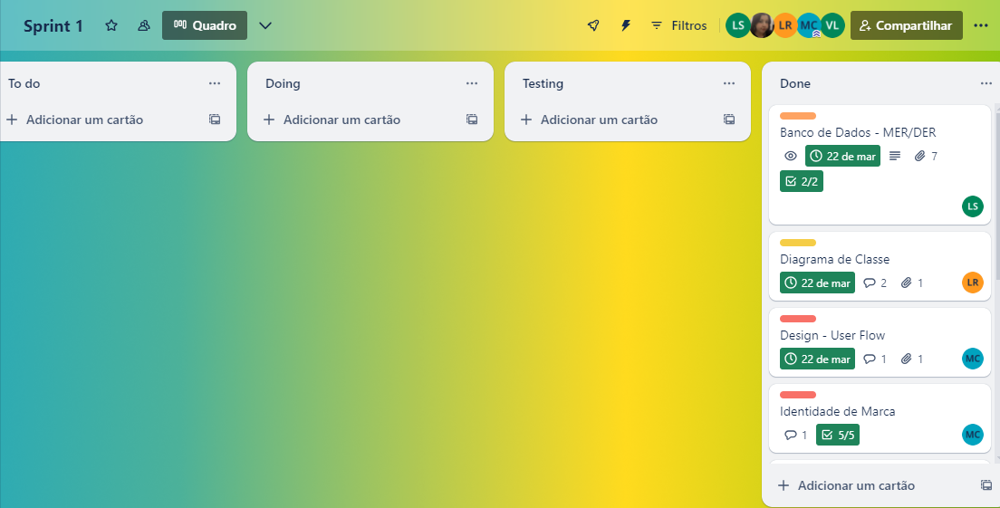 Sprint 1 Quadro Filtros LS LR MC VL Compartilhar
To do
Adicionar um cartão
Doing
Adicionar um cartão
Testing
Adicionar um cartão
Done
Banco de Dados - MER/DER
22 de mar 7
2/2
LS
Diagrama de Classe
22 de mar 2 1 LR
Design - User Flow
22 de mar 1 1 MC
Identidade de Marca
1 5/5 MC
Adicionar um cartão